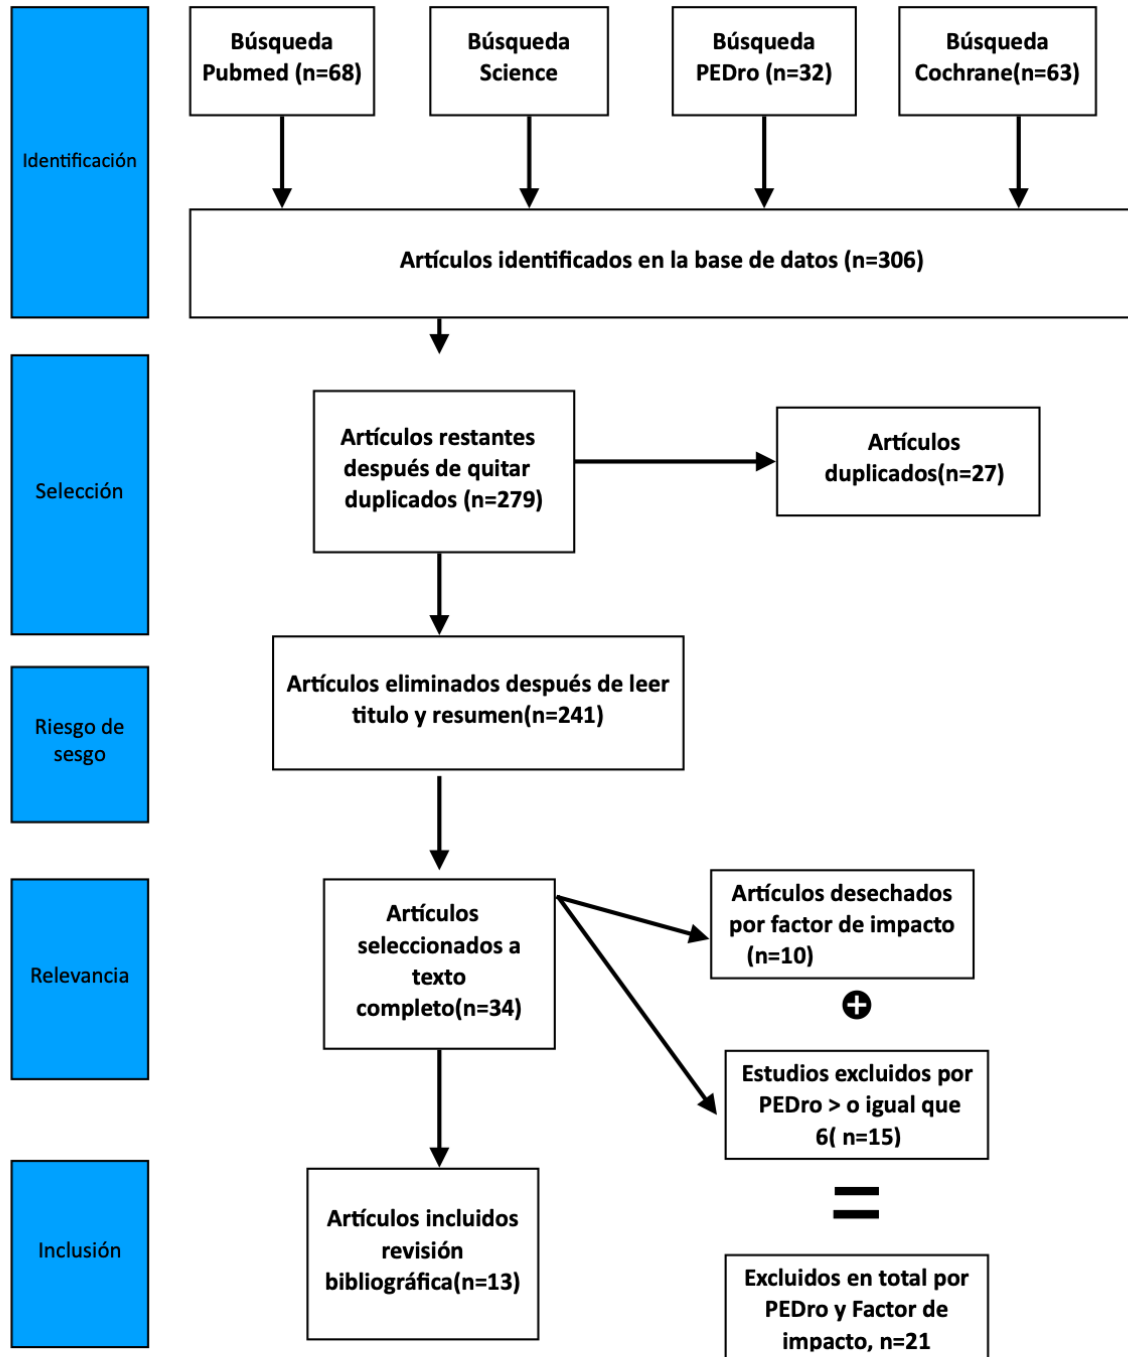 Búsqueda
Pubmed (n=68)
Búsqueda
Science
Búsqueda
PEDro (n=32)
Búsqueda
Cochrane(n=63)
Identificación
Artículos identificados en la base de datos (n=306)
Selección
Artículos restantes
después de quitar
duplicados (n=279)
Artículos
duplicados(n=27)
Artículos eliminados después de leer
titulo y resumen(n=241)
Riesgo de
sesgo
Relevancia
Artículos
seleccionados a
texto
completo(n=34)
Artículos desechados
por factor de impacto
(n=10)
+
Estudios excluidos por
PEDro > o igual que
6( n=15)
=
Inclusión
Artículos incluidos
revisión
bibliográfica(n=13)
Excluidos en total por
PEDro y Factor de
impacto, n=21